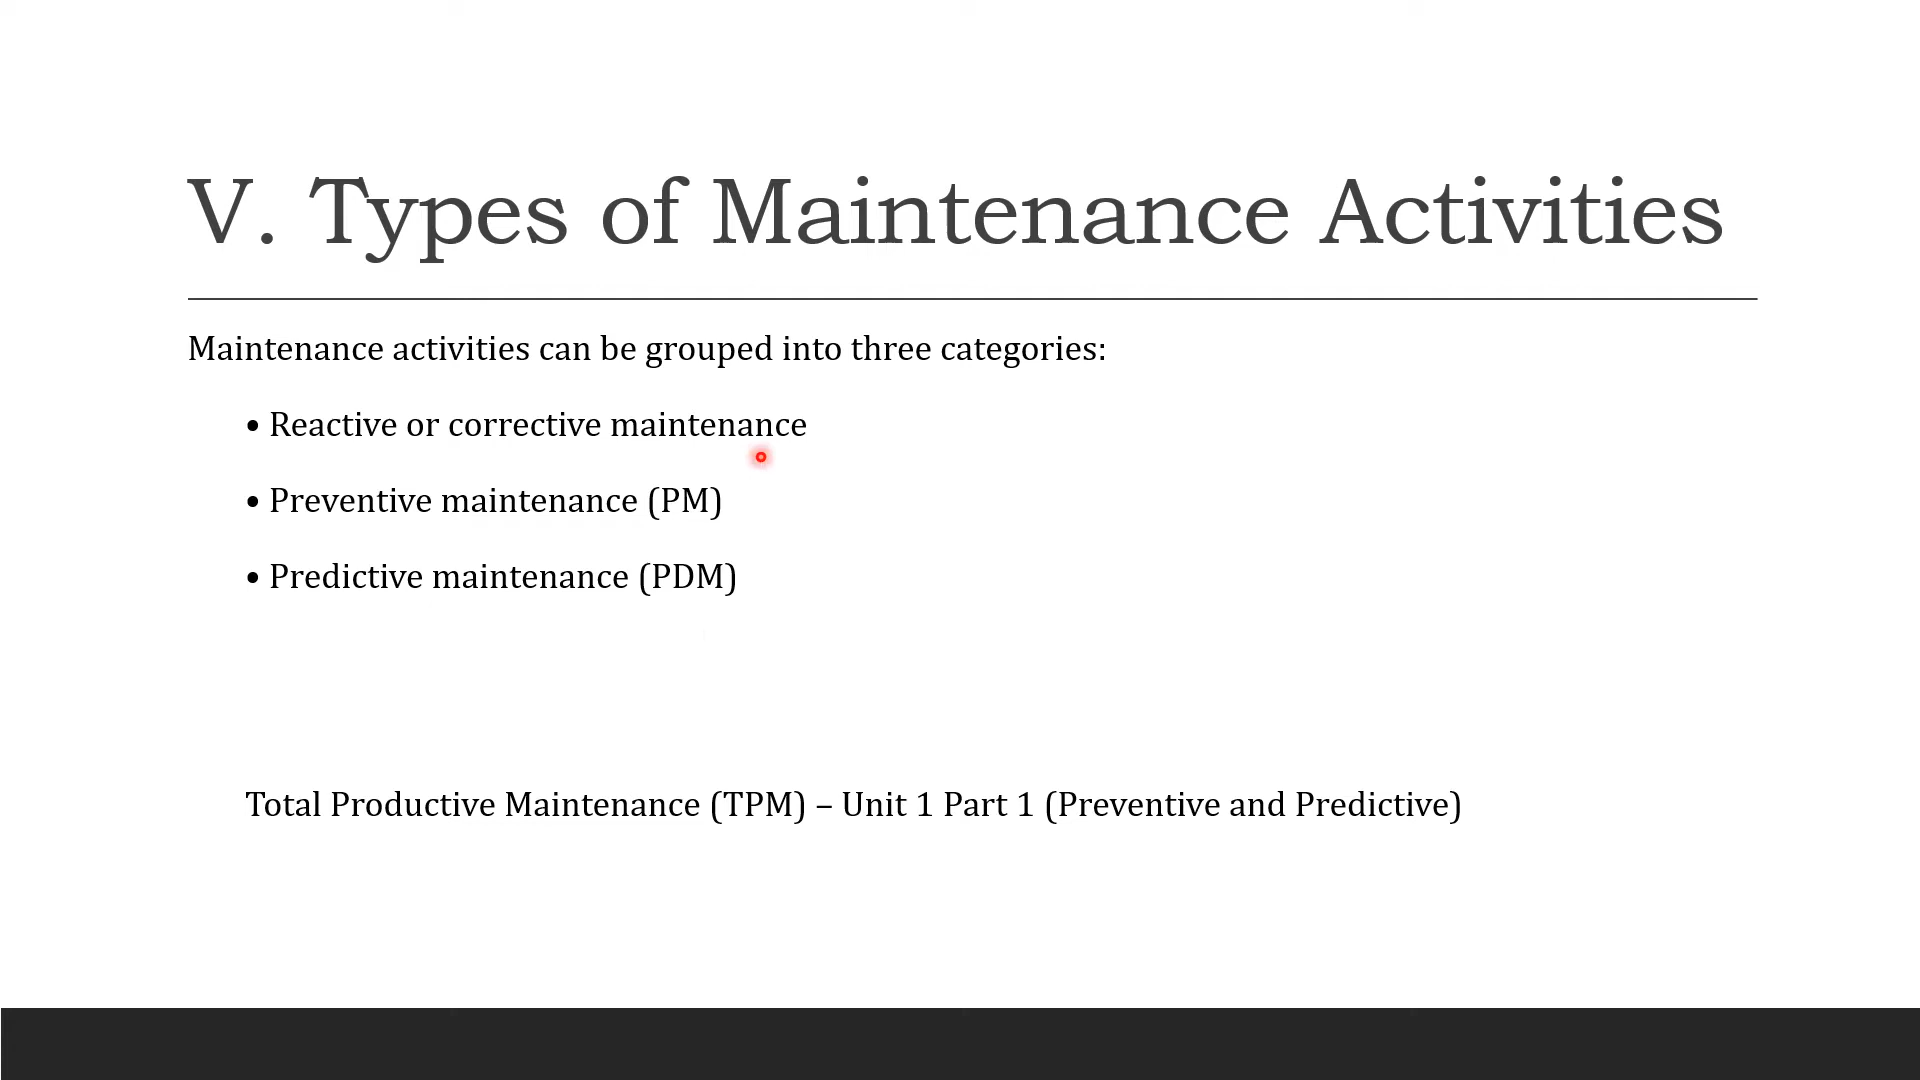 V. Types of Maintenance Activities
Maintenance activities can be grouped into three categories:
• Reactive or corrective maintenance
• Preventive maintenance (PM)
• Predictive maintenance (PDM)
Total Productive Maintenance (TPM) – Unit 1 Part 1 (Preventive and Predictive)